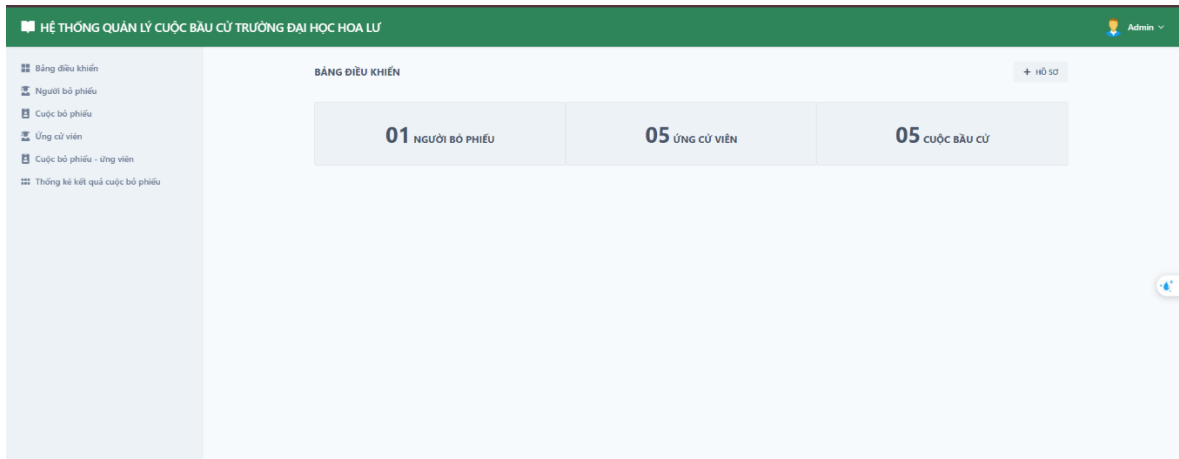 HỆ THỐNG QUẢN LÝ CUỘC BẦU CỬ TRƯỜNG ĐẠI HỌC HOA LƯ
Admin
Bảng điều khiển
Người bỏ phiếu
Cuộc bỏ phiếu
Ứng cử viên
Cuộc bỏ phiếu - ứng viên
Thống kê kết quả cuộc bỏ phiếu
BẢNG ĐIỀU KHIỂN
+ HỒ SƠ
01 NGƯỜI BỎ PHIẾU
05 ỨNG CỬ VIÊN
05 CUỘC BẦU CỬ